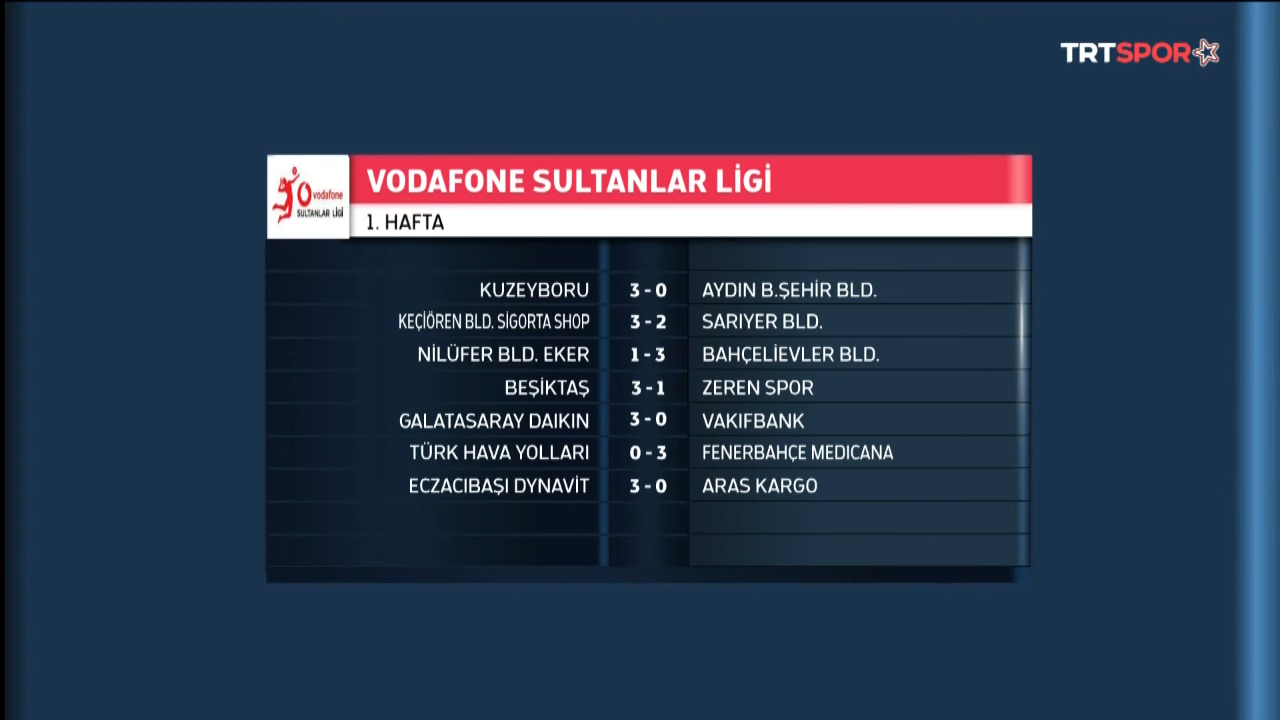 TRTSPOR
VODAFONE SULTANLAR LİGİ
vodafone
SULTANLAR LİGİ
1. HAFTA
KUZEYBORU 3 - 0 AYDIN B.ŞEHİR BLD.
KEÇİÖREN BLD. SİGORTA SHOP 3 - 2 SARIYER BLD.
NİLÜFER BLD. EKER 1 - 3 BAHÇELİEVLER BLD.
BEŞİKTAŞ 3 - 1 ZEREN SPOR
GALATASARAY DAIKIN 3 - 0 VAKIFBANK
TÜRK HAVA YOLLARI 0 - 3 FENERBAHÇE MEDICANA
ECZACIBAŞI DYNAVİT 3 - 0 ARAS KARGO